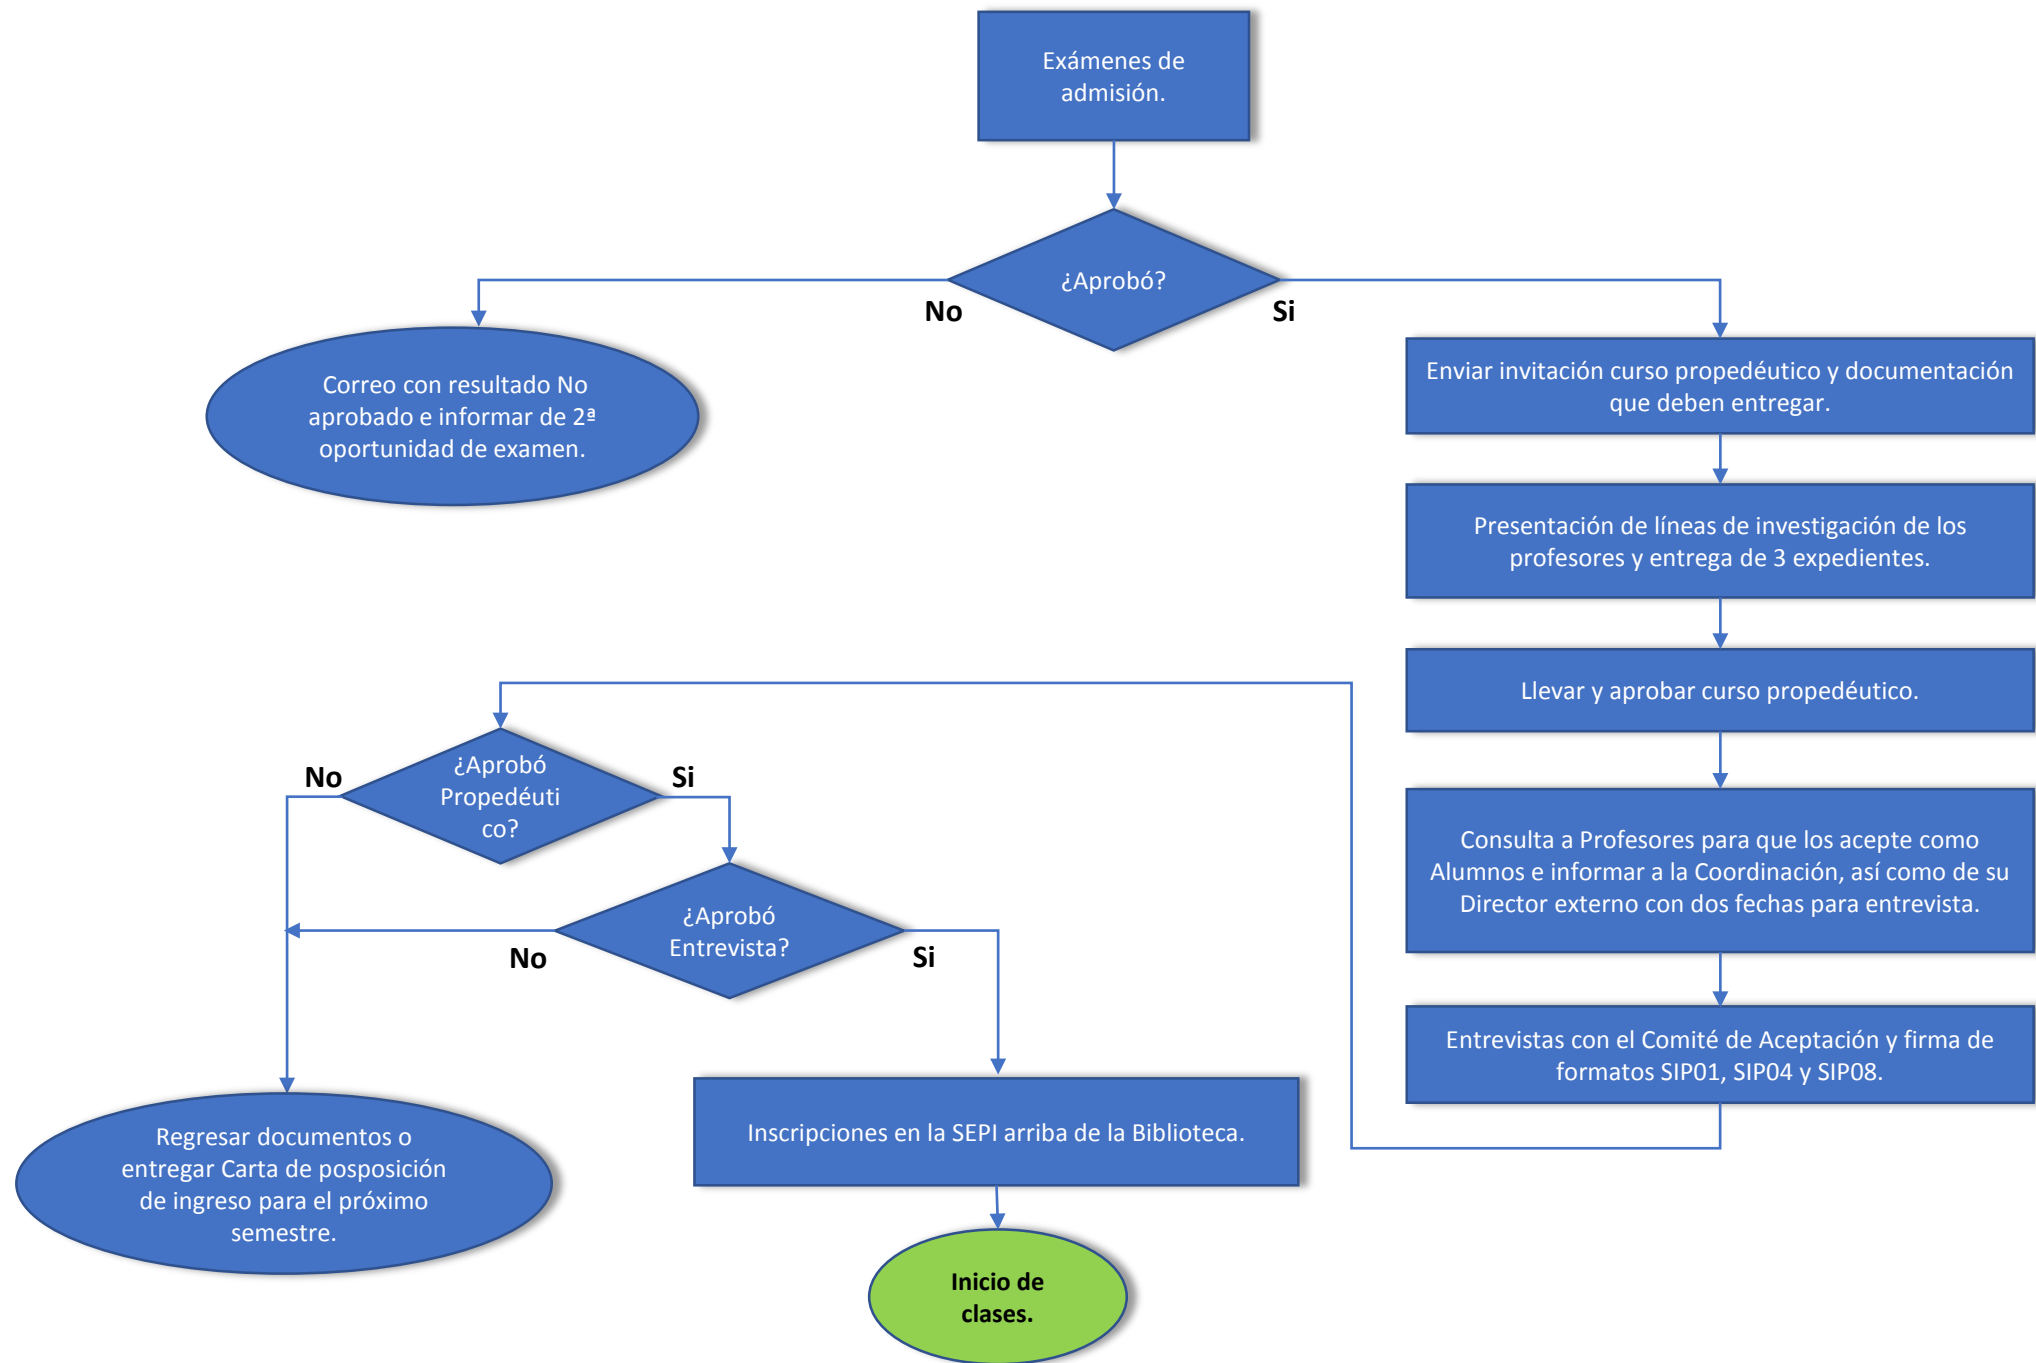 Exámenes de
admisión.
¿Aprobó?
No
Si
Correo con resultado No
aprobado e informar de 2ª
oportunidad de examen.
Enviar invitación curso propedéutico y documentación
que deben entregar.
Presentación de líneas de investigación de los
profesores y entrega de 3 expedientes.
Llevar y aprobar curso propedéutico.
Consulta a Profesores para que los acepte como
Alumnos e informar a la Coordinación, así como de su
Director externo con dos fechas para entrevista.
Entrevistas con el Comité de Aceptación y firma de
formatos SIP01, SIP04 y SIP08.
¿Aprobó
Propedéuti
co?
No
Si
¿Aprobó
Entrevista?
No
Si
Regresar documentos o
entregar Carta de posposición
de ingreso para el próximo
semestre.
Inscripciones en la SEPI arriba de la Biblioteca.
Inicio de
clases.